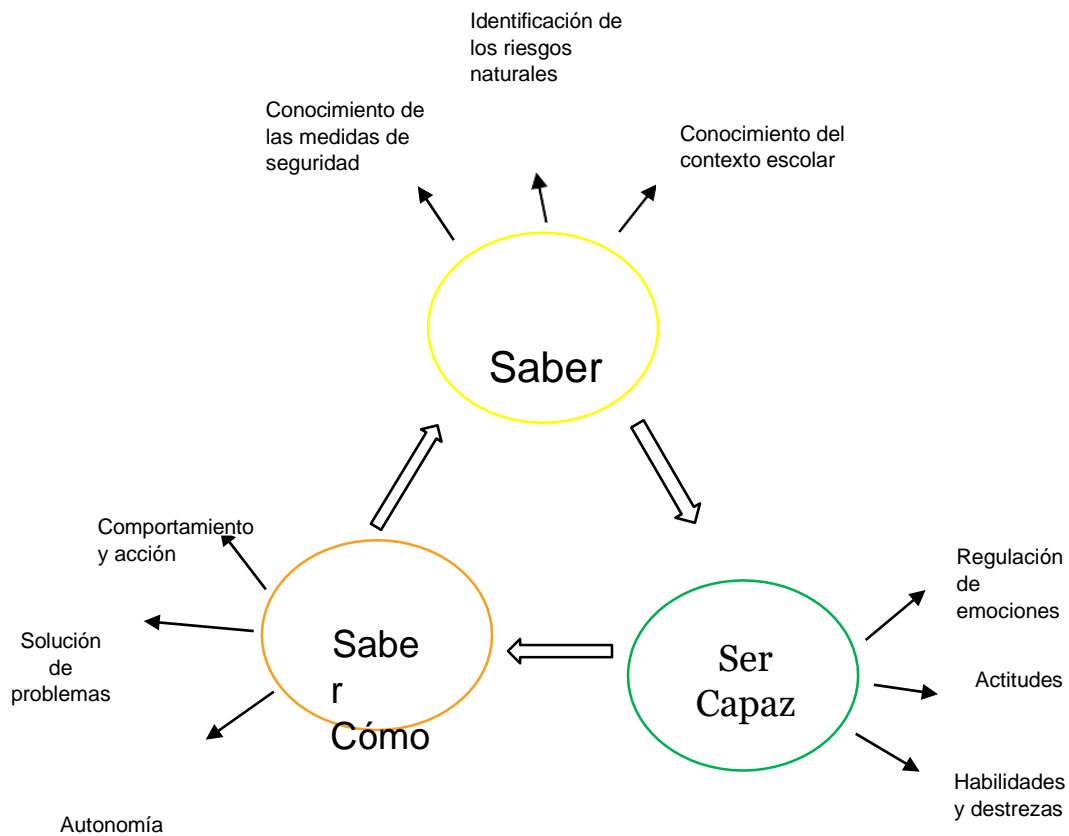 Identificación de
los riesgos
naturales
Conocimiento de
las medidas de
seguridad
Conocimiento del
contexto escolar
Saber
Comportamiento
y acción
Solución
de
problemas
Autonomía
Sabe
r
Cómo
Ser
Capaz
Regulación
de
emociones
Actitudes
Habilidades
y destrezas